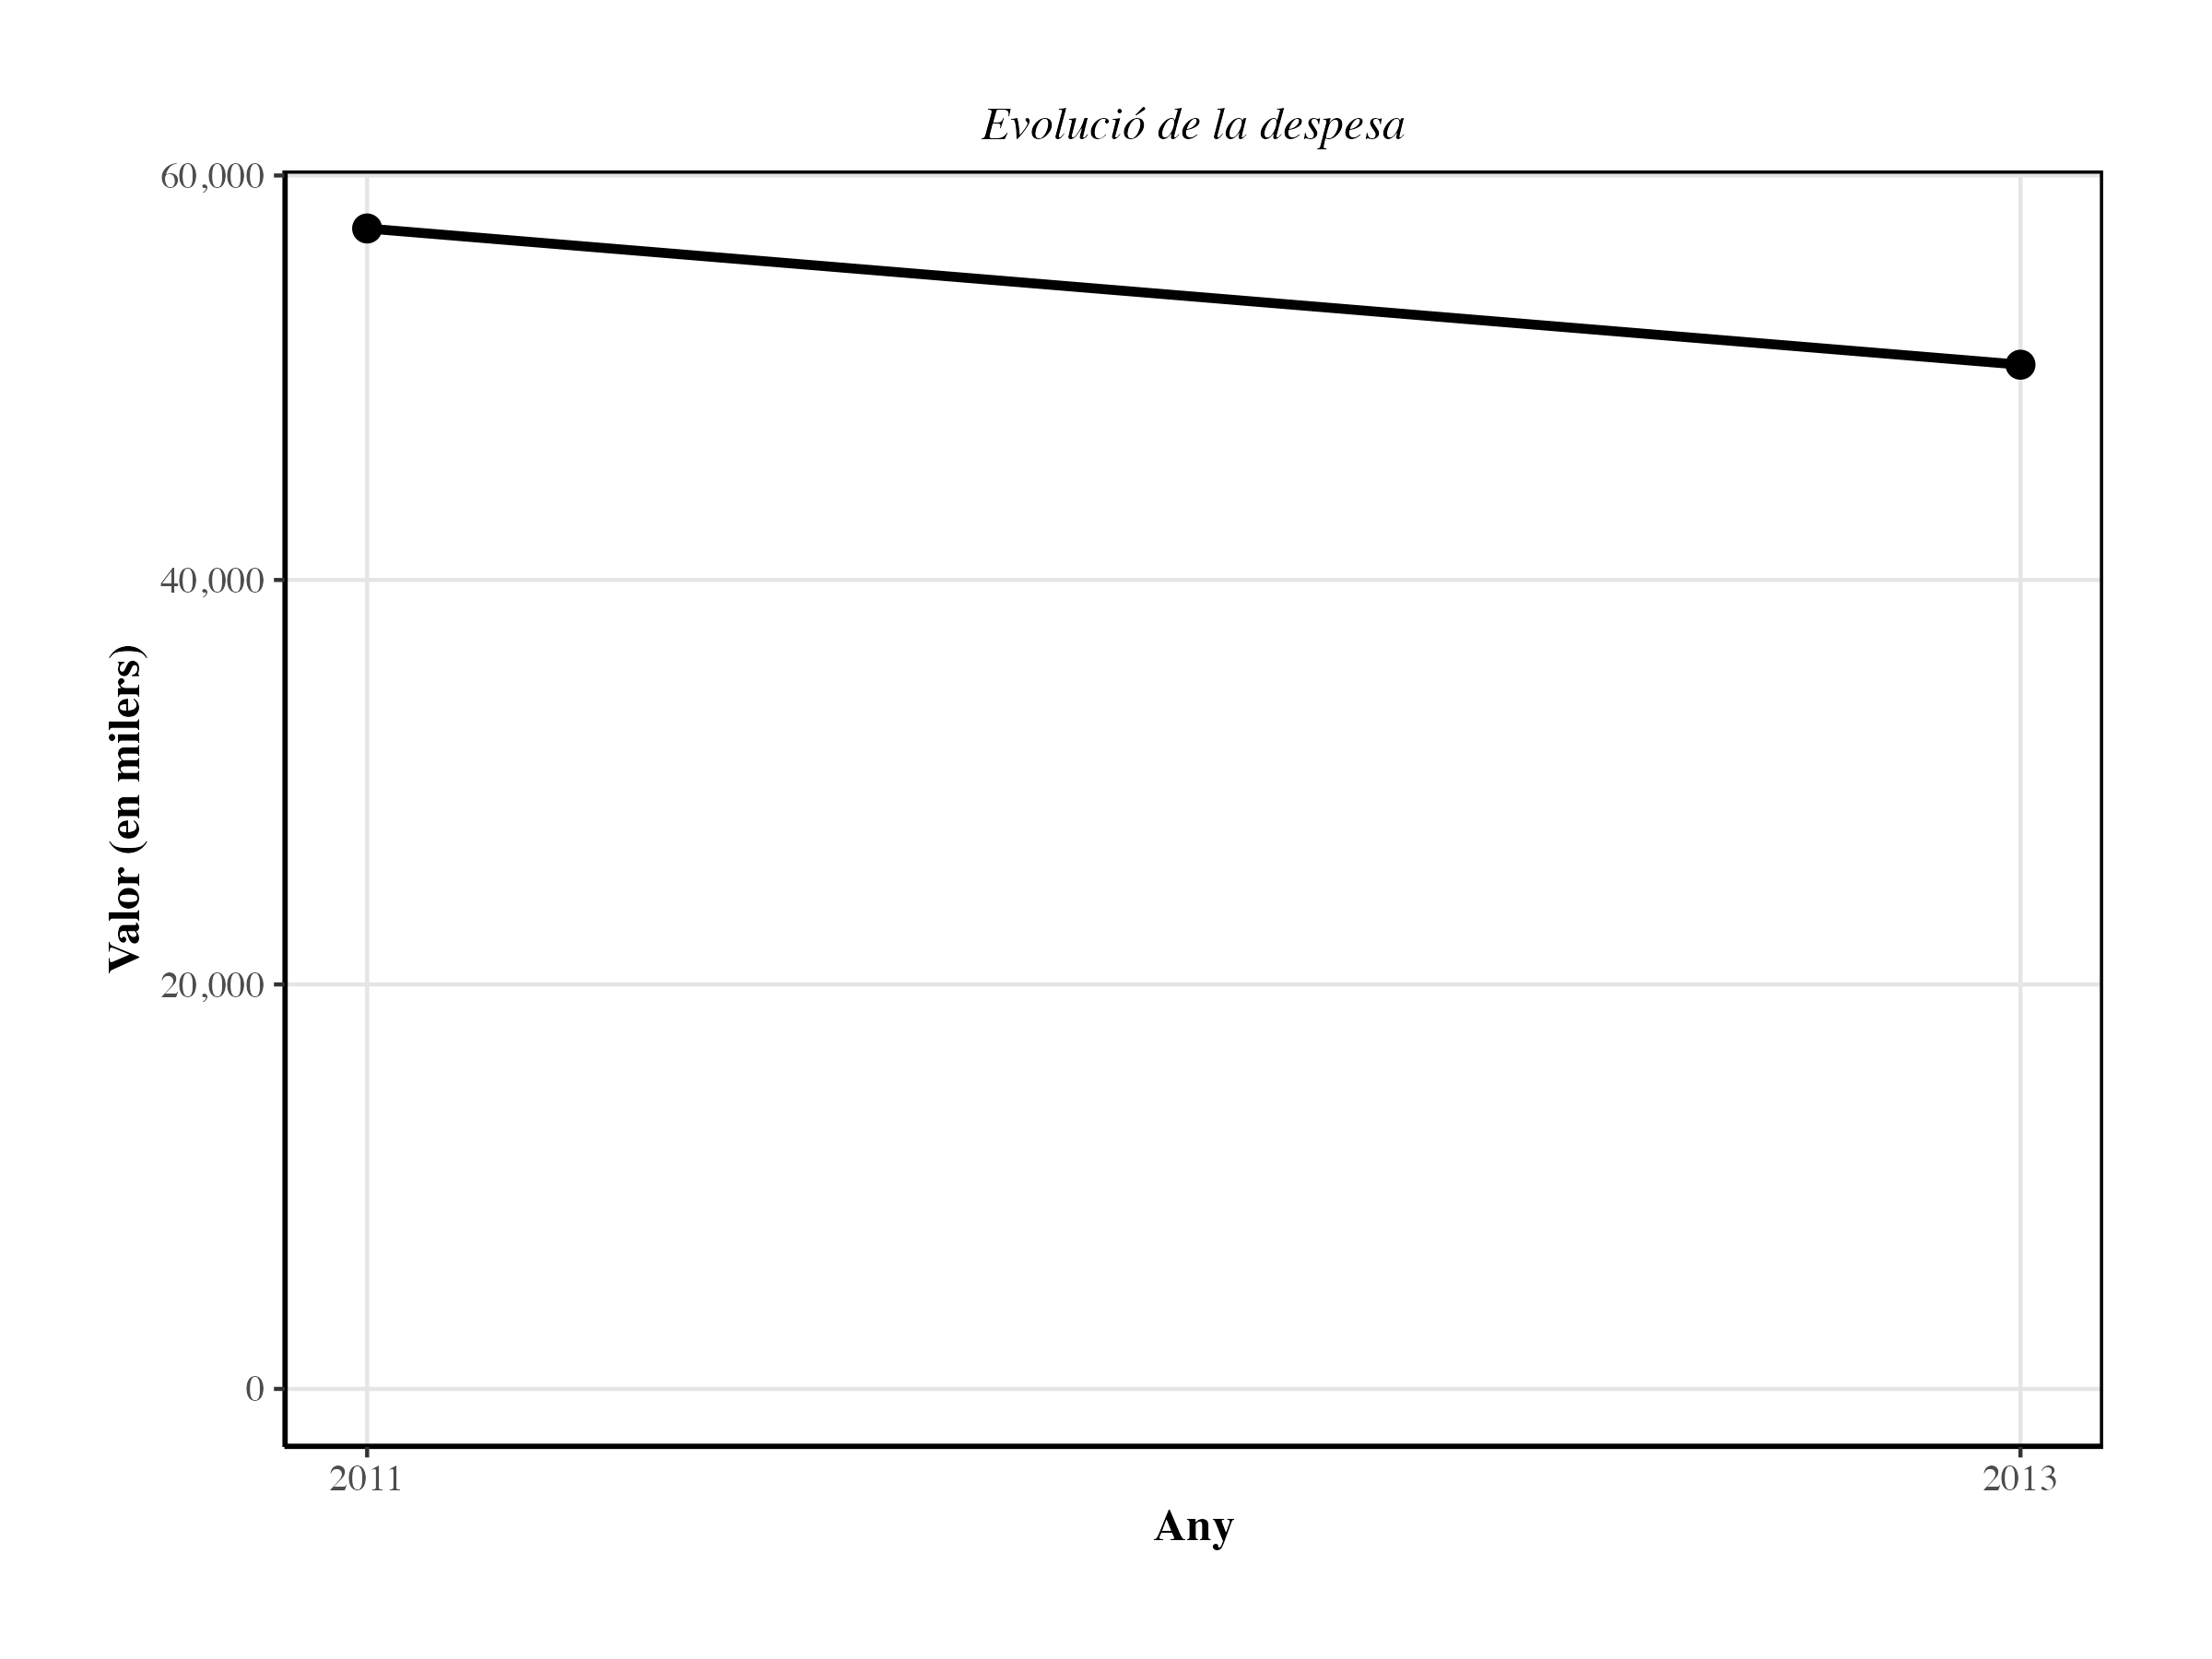 Evolució de la despesa
60,000
40,000
20,000
0
Valor (en milers)
2011
2013
Any